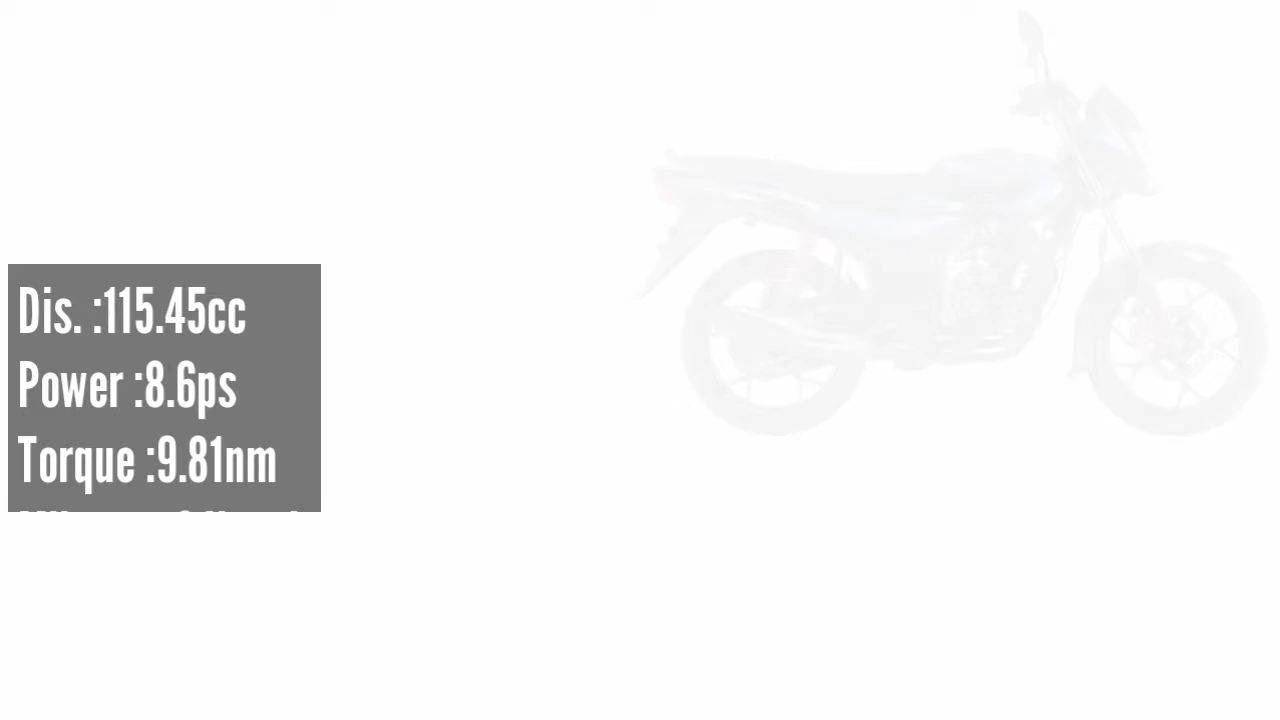 Dis. :115.45cc
Power :8.6ps
Torque :9.81nm